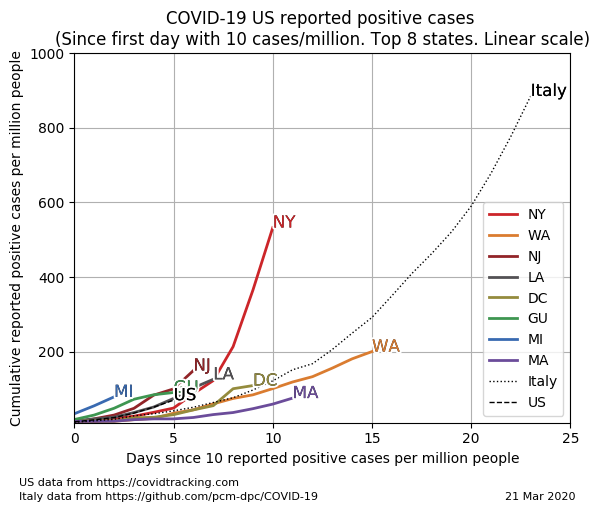 COVID-19 US reported positive cases
(Since first day with 10 cases/million. Top 8 states. Linear scale)
Cumulative reported positive cases per million people
1000
800
600
400
200
Italy
NY
WA
NJ
LA
DC
GU
MI
US
MA
NY
WA
NJ
LA
DC
GU
MI
MA
Italy
US
0 5 10 15 20 25
Days since 10 reported positive cases per million people
US data from https://covidtracking.com
Italy data from https://github.com/pcm-dpc/COVID-19
21 Mar 2020